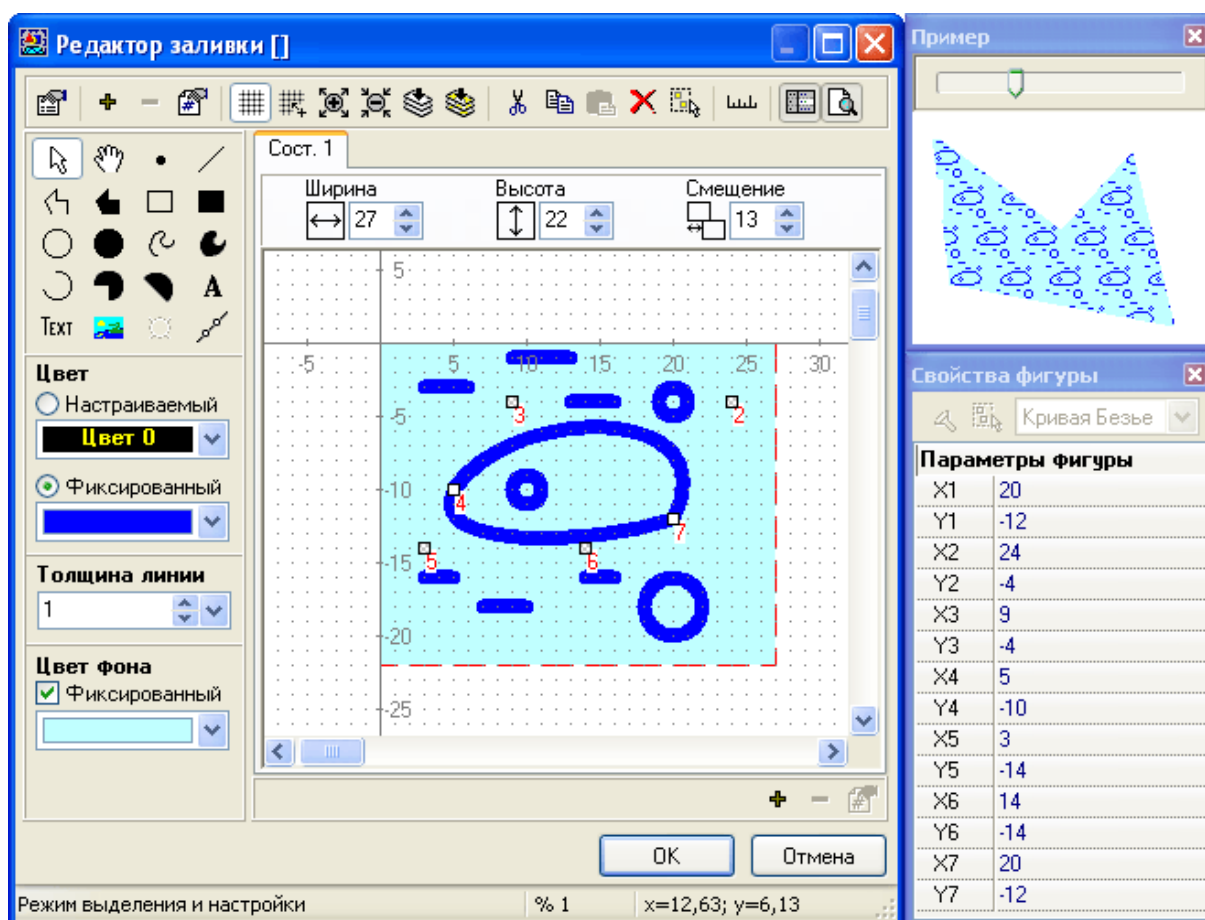 Редактор заливки []
Сост. 1
Ширина
Высота
Смещение
27
22
13
5
-5
5
10
15
20
25
30
3
2
-5
-10
4
7
5
6
-15
-20
-25
TEXT
A
Цвет
Настраиваемый
Цвет 0
Фиксированный
Толщина линии
1
Цвет фона
Фиксированный
OK
Отмена
Режим выделения и настройки
% 1
x=12,63; y=6,13
Пример
Свойства фигуры
Кривая Безье
Параметры фигуры
X1 20
Y1 -12
X2 24
Y2 -4
X3 9
Y3 -4
X4 5
Y4 -10
X5 3
Y5 -14
X6 14
Y6 -14
X7 20
Y7 -12